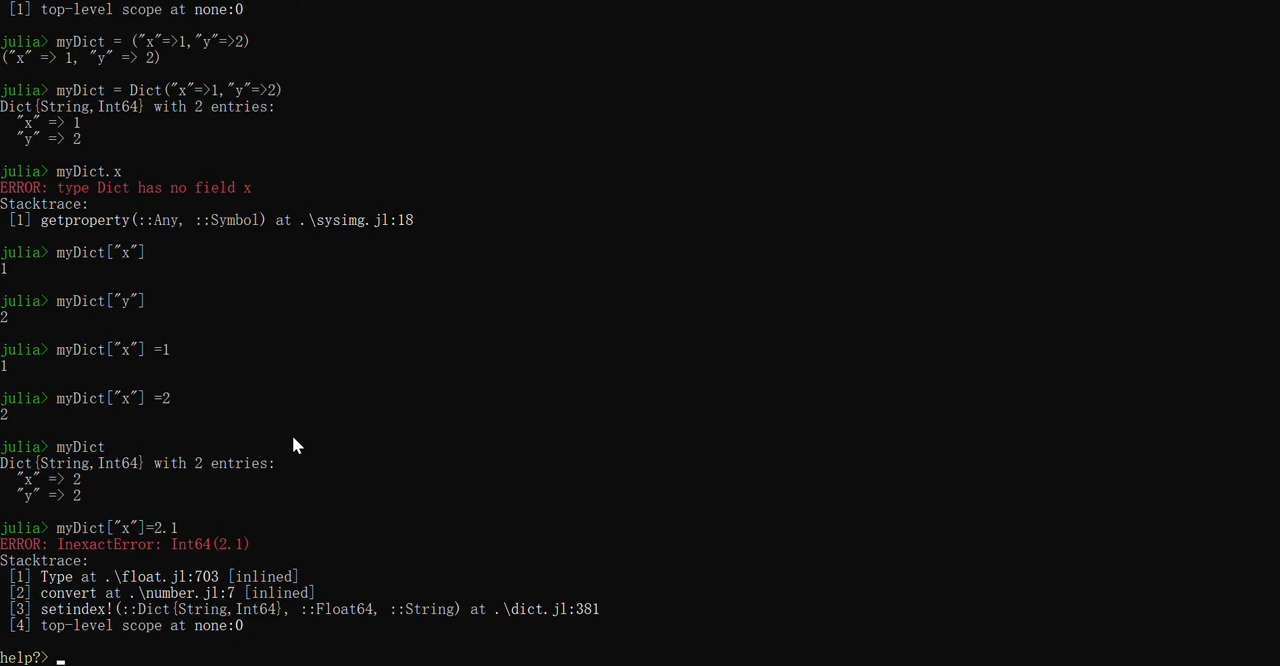 [1] top-level scope at none:0
julia> myDict = ("x"=>1,"y"=>2)
("x" => 1, "y" => 2)
julia> myDict = Dict("x"=>1,"y"=>2)
Dict{String,Int64} with 2 entries:
"x" => 1
"y" => 2
julia> myDict.x
ERROR: type Dict has no field x
Stacktrace:
[1] getproperty(::Any, ::Symbol) at .\sysimg.jl:18
julia> myDict["x"]
1
julia> myDict["y"]
2
julia> myDict["x"] =1
1
julia> myDict["x"] =2
2
julia> myDict
Dict{String,Int64} with 2 entries:
"x" => 2
"y" => 2
julia> myDict["x"]=2.1
ERROR: InexactError: Int64(2.1)
Stacktrace:
[1] Type at .\float.jl:703 [inlined]
[2] convert at .\number.jl:7 [inlined]
[3] setindex!(::Dict{String,Int64}, ::Float64, ::String) at .\dict.jl:381
[4] top-level scope at none:0
help?>